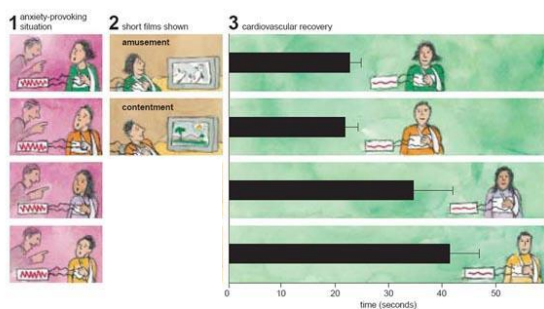 1 anxiety-provoking
situation
2 short films shown
3 cardiovascular recovery
amusement
contentment
0 10 20 30 40 50
time (seconds)